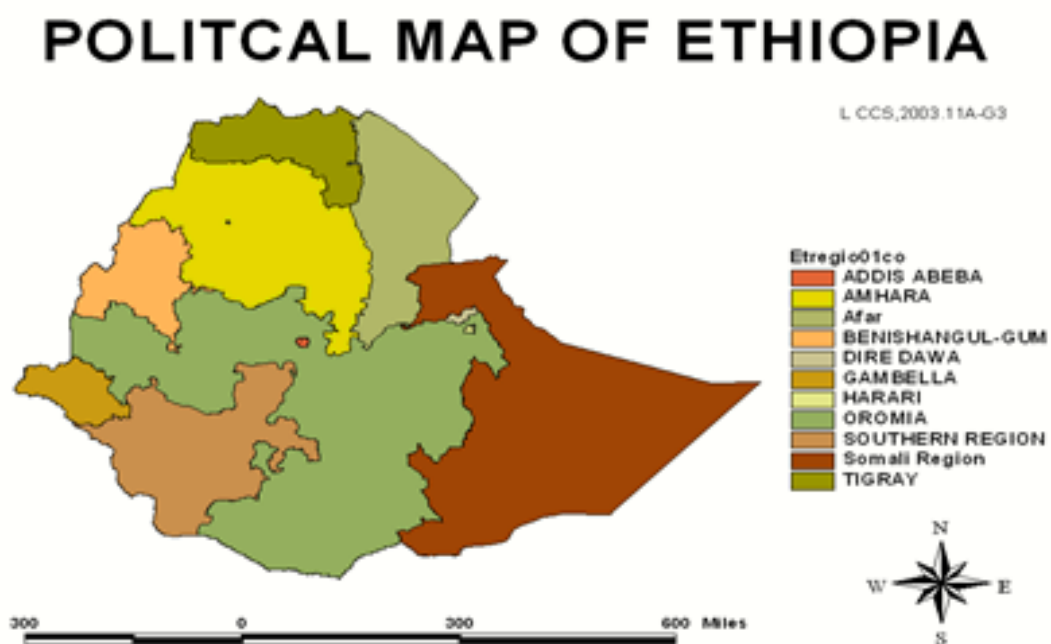 POLITCAL MAP OF ETHIOPIA
L CCS,2003.11A-G3
Etregio01co
ADDIS ABEBA
AMHARA
Afar
BENISHANGUL-GUM
DIRE DAWA
GAMBELLA
HARARI
OROMIA
SOUTHERN REGION
Somali Region
TIGRAY
N
W E
S
300 0 300 600 Miles